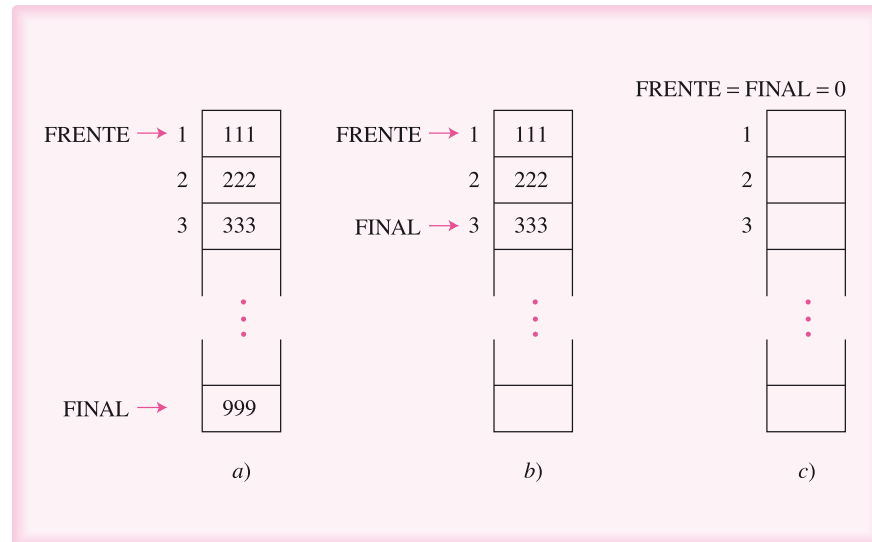 FRENTE = FINAL = 0
FRENTE → 1 111 FRENTE → 1 111 1
2 222 2 222 2
3 333 FINAL → 3 333 3
FINAL → 999
a) b) c)